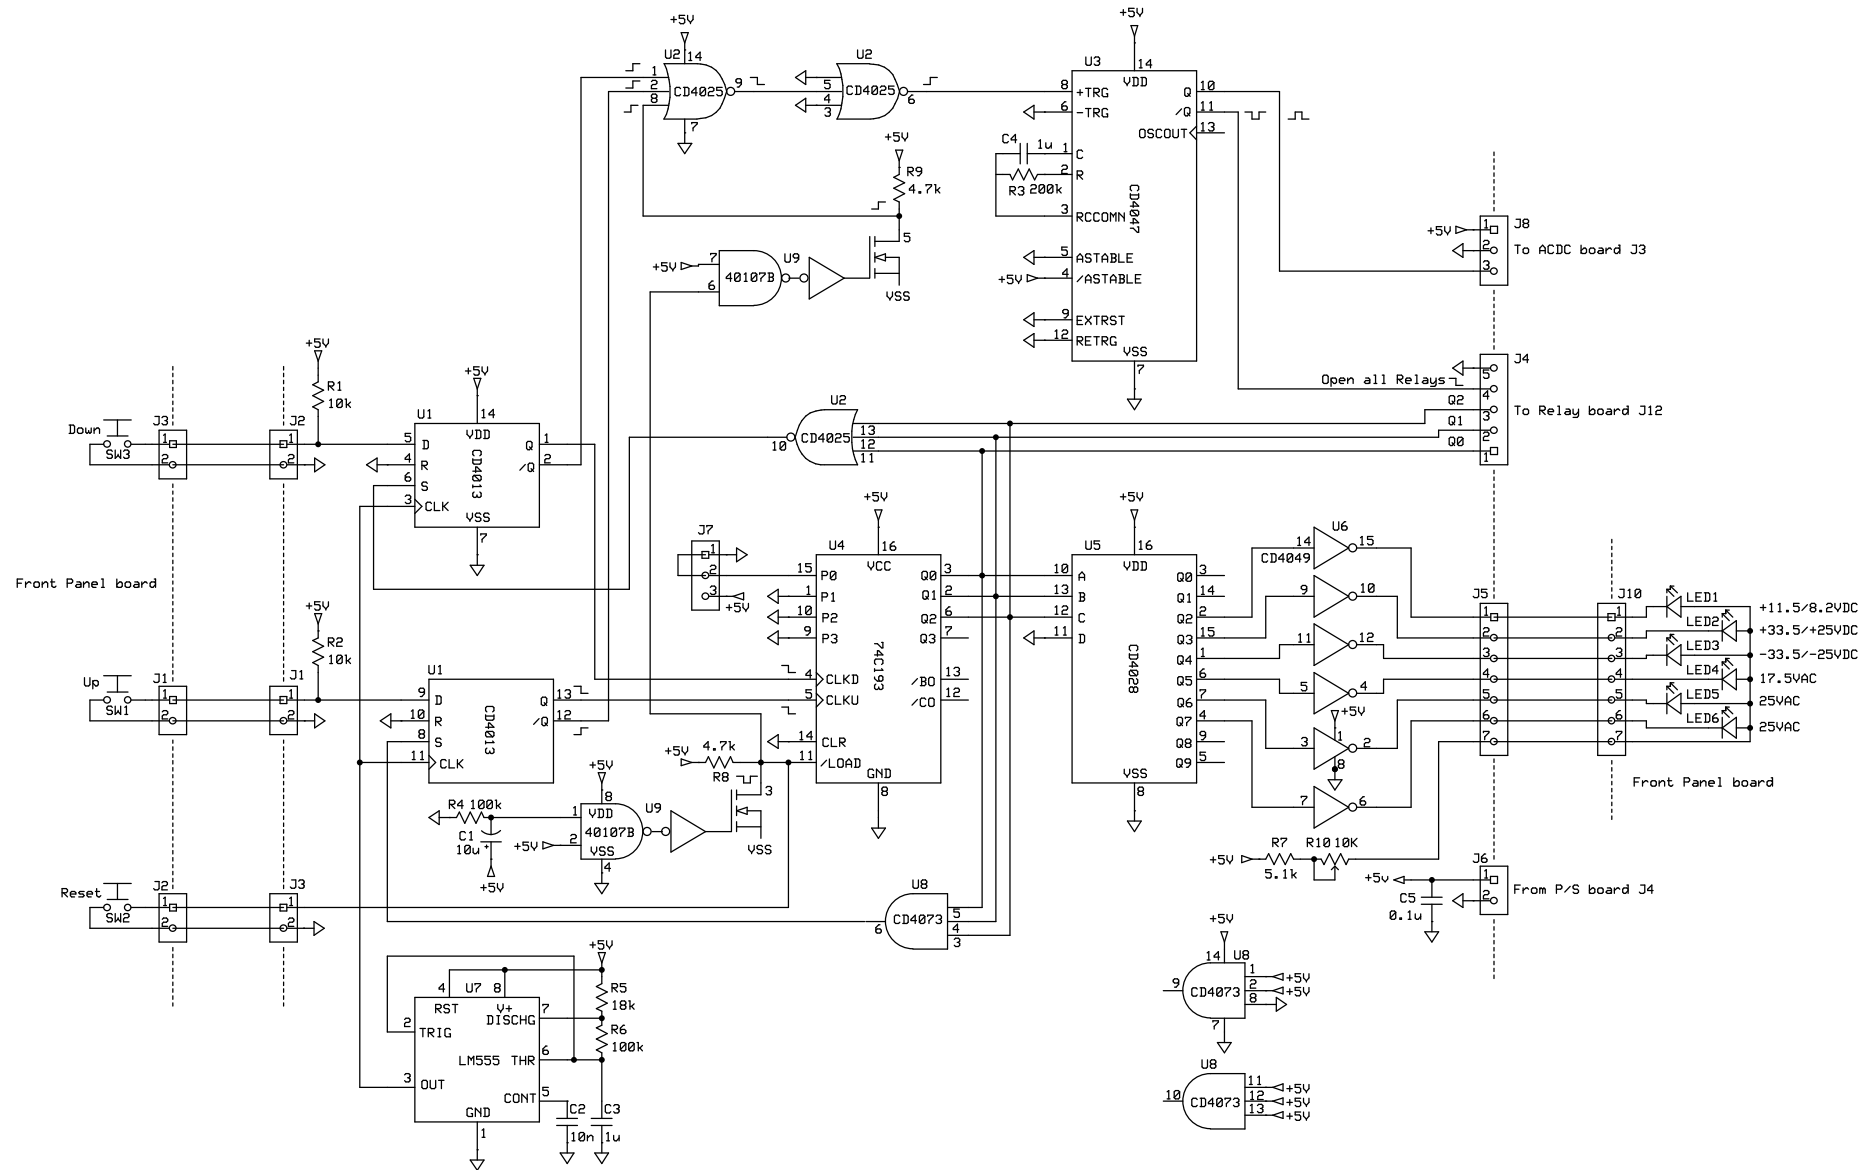 +5V
U2 14
1
2
8
CD4025
9
7
U2
5
4
3
CD4025
6
+5V
U3 14
VDD
8 +TRG
6 -TRG
1 C
2 R
3 RCCOMN
5 ASTABLE
4 /ASTABLE
9 EXTRST
12 RETRG
CD4047
Q 10
/Q 11
OSCOUT 13
VSS
7
C4 1u
R3 200k
+5V
+5V
R9
4.7k
5
VSS
+5V
7
6
40107B
U9
J8
+5V
1
2
3
To ACDC board J3
J4
5
4
3
2
1
Open all Relays
Q2
Q1
Q0
To Relay board J12
Down
SW3
J3
1
2
J2
1
2
+5V
R1
10k
+5V
U1 14
VDD
5 D
4 R
6 S
3 CLK
CD4013
Q 1
/Q 2
VSS
7
U2
10
CD4025
13
12
11
Front Panel board
Up
SW1
J1
1
2
J1
1
2
+5V
R2
10k
U1
9 D
10 R
8 S
11 CLK
CD4013
Q 13
/Q 12
J7
1
2
3
+5V
+5V
U4 16
VCC
15 P0
1 P1
10 P2
9 P3
4 CLKD
5 CLKU
14 CLR
11 /LOAD
74C193
Q0 3
Q1 2
Q2 6
Q3 7
/BO 13
/CO 12
GND
8
+5V
U5 16
VDD
10 A
13 B
12 C
11 D
CD4028
Q0 3
Q1 14
Q2 2
Q3 15
Q4 1
Q5 6
Q6 7
Q7 4
Q8 9
Q9 5
VSS
8
U6
14 15
CD4049
9 10
11 12
5 4
+5V
1
3 2
8
7 6
J5
1
2
3
4
5
6
7
J10
1
2
3
4
5
6
7
LED1
LED2
LED3
LED4
LED5
LED6
+11.5/8.2VDC
+33.5/+25VDC
-33.5/-25VDC
17.5VAC
25VAC
25VAC
Front Panel board
+5V
4.7k
R8
3
VSS
R4 100k
C1
10u
+
+5V
+5V
8
1 VDD
2
+5V
40107B
VSS
4
U9
+5V
R7
5.1k
R10 10K
J6
+5v
1
2
From P/S board J4
C5
0.1u
Reset
SW2
J2
1
2
J3
1
2
U8
6
CD4073
5
4
3
+5V
14 U8
9
CD4073
1 +5V
2 +5V
8
7
U8
10
CD4073
11 +5V
12 +5V
13 +5V
+5V
4 U7 8
RST V+
2 TRIG
DISCHG 7
LM555 THR 6
3 OUT
CONT 5
GND
1
R5
18k
R6
100k
C2
10n
C3
1u